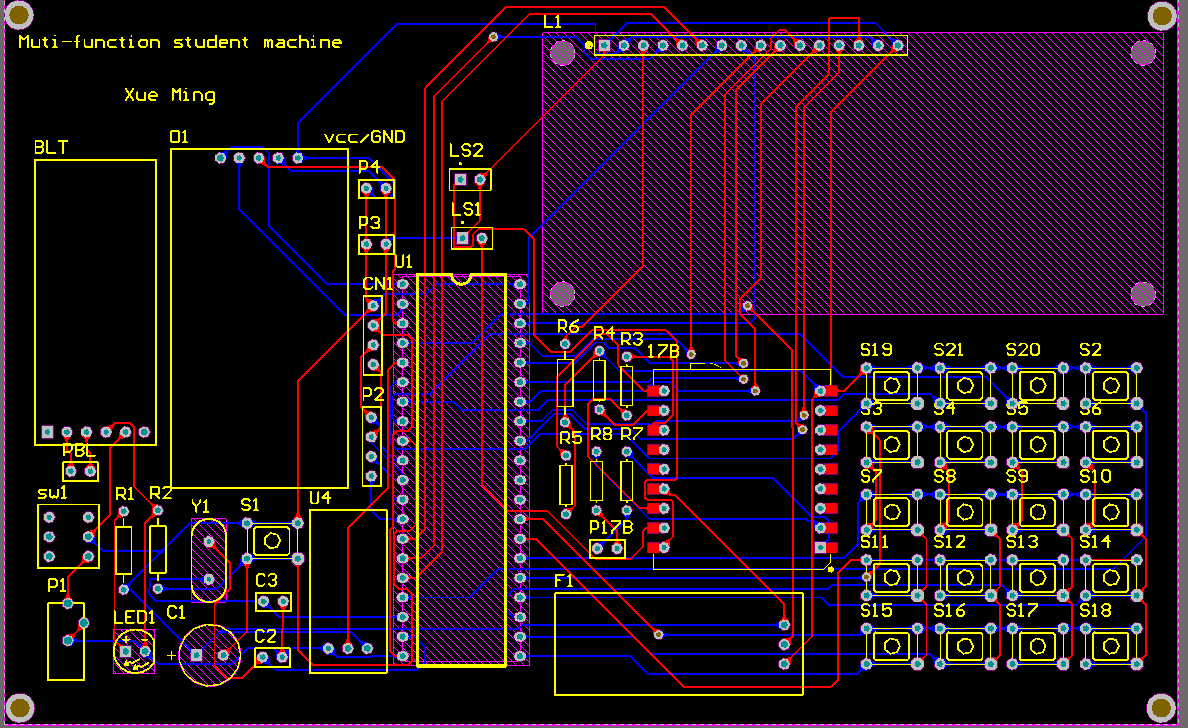 L1
Muti-function student machine
Xue Ming
O1
vcc/GND
BLT
LS2
P4
LS1
P3
U1
CN1
R6
R4
R3
17B
S19 S21 S20 S2
P2
S3 S4 S5 S6
R5 R8 R7
PBL
S7 S8 S9 S10
sw1 R1 R2 Y1 S1 U4
P17B
S11 S12 S13 S14
P1
C3
F1
LED1 C1
S15 S16 S17 S18
C2
+ -
+